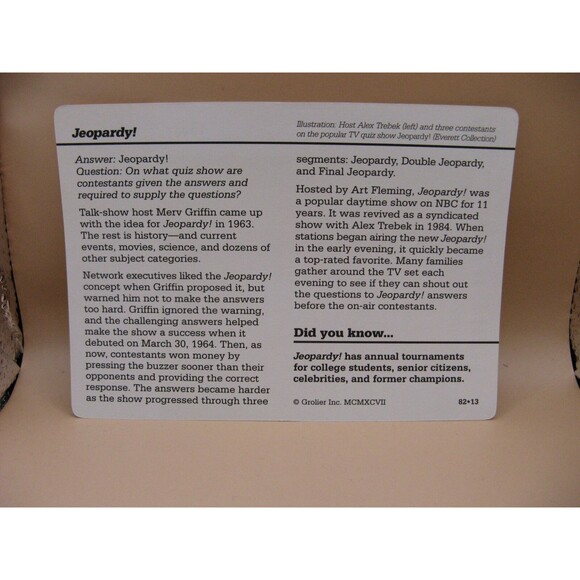 Jeopardy!
Illustration: Host Alex Trebek (left) and three contestants
on the popular TV quiz show Jeopardy! (Everett Collection)
Answer: Jeopardy!
Question: On what quiz show are
contestants given the answers and
required to supply the questions?
Talk-show host Merv Griffin came up
with the idea for Jeopardy! in 1963.
The rest is history—and current
events, movies, science, and dozens of
other subject categories.
Network executives liked the Jeopardy!
concept when Griffin proposed it, but
warned him not to make the answers
too hard. Griffin ignored the warning,
and the challenging answers helped
make the show a success when it
debuted on March 30, 1964. Then, as
now, contestants won money by
pressing the buzzer sooner than their
opponents and providing the correct
response. The answers became harder
as the show progressed through three
segments: Jeopardy, Double Jeopardy,
and Final Jeopardy.
Hosted by Art Fleming, Jeopardy! was
a popular daytime show on NBC for 11
years. It was revived as a syndicated
show with Alex Trebek in 1984. When
stations began airing the new Jeopardy!
in the early evening, it quickly became
a top-rated favorite. Many families
gather around the TV set each
evening to see if they can shout out
the questions to Jeopardy! answers
before the on-air contestants.
Did you know...
Jeopardy! has annual tournaments
for college students, senior citizens,
celebrities, and former champions.
© Grolier Inc. MCMXCVII 82•13